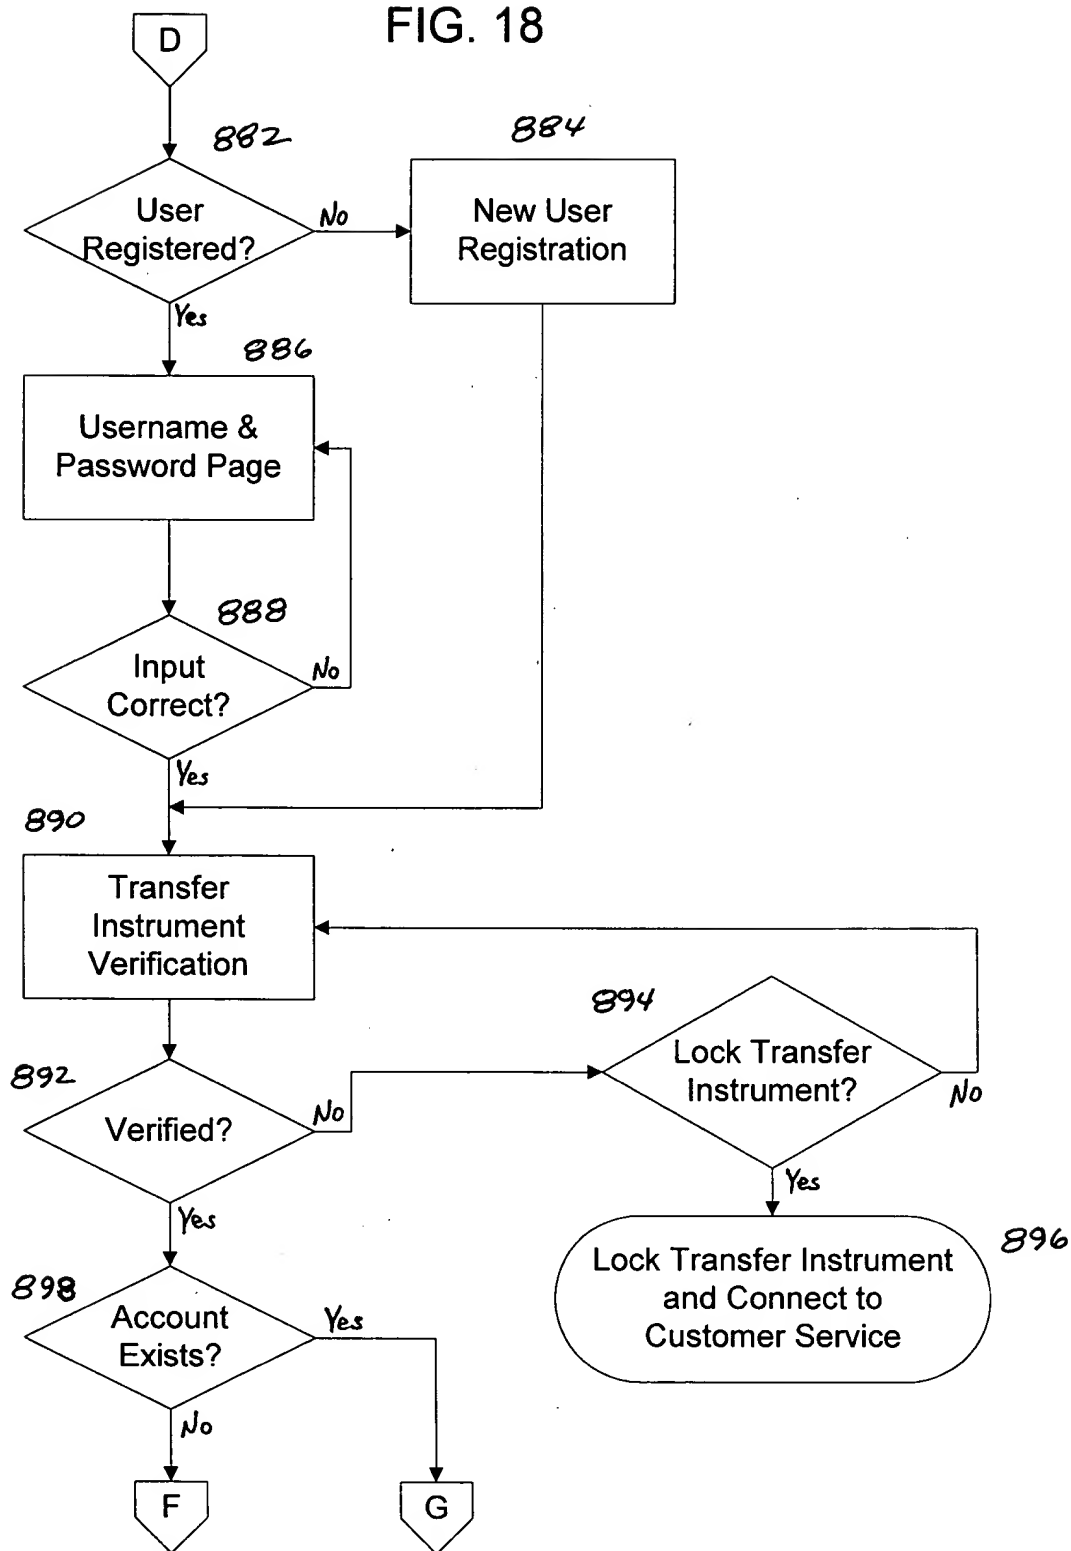 FIG. 18
D
882
884
User
Registered?
No
New User
Registration
Yes
886
Username &
Password Page
888
Input
Correct?
No
Yes
890
Transfer
Instrument
Verification
894
Lock Transfer
Instrument?
No
892
Verified?
No
Yes
Yes
896
Lock Transfer Instrument
and Connect to
Customer Service
898
Account
Exists?
Yes
No
F
G